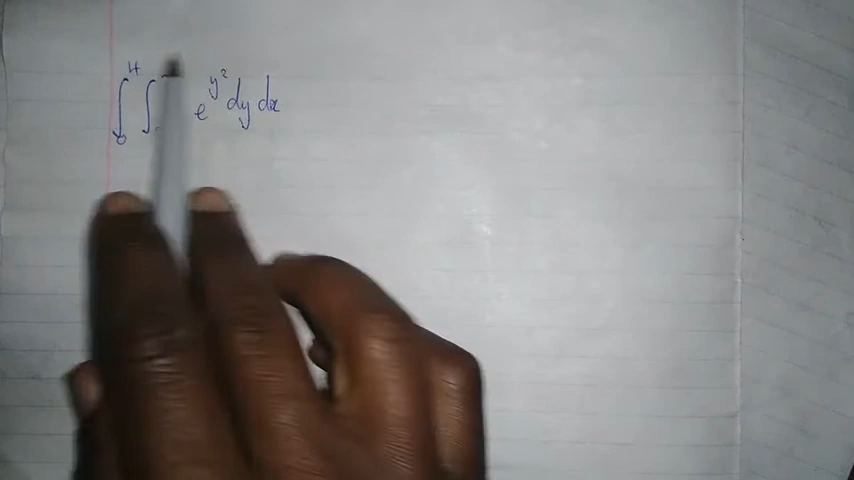 ∫₀⁴ ∫ e^{y²} dy dx